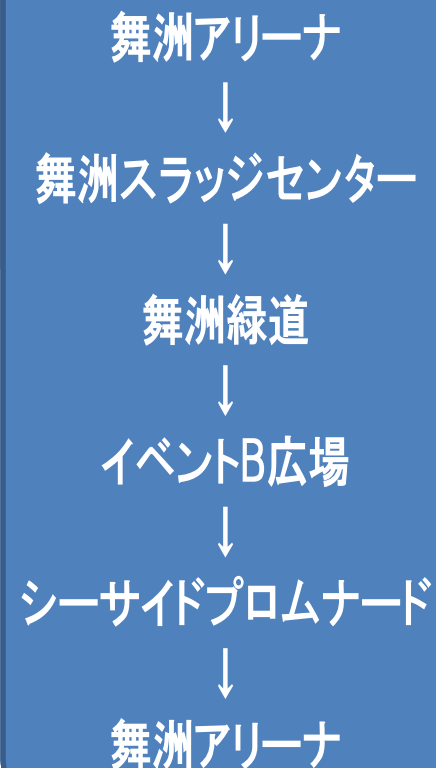 舞洲アリーナ
↓
舞洲スラッジセンター
↓
舞洲緑道
↓
イベントB広場
↓
シーサイドプロムナード
↓
舞洲アリーナ